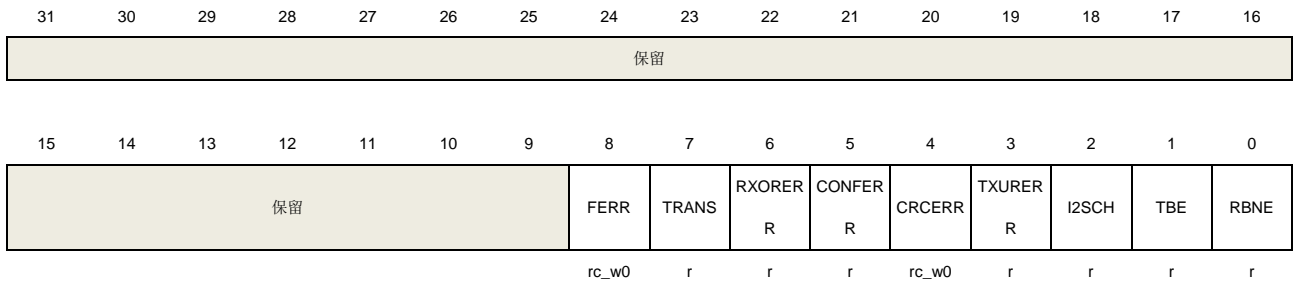 31 30 29 28 27 26 25 24 23 22 21 20 19 18 17 16
保留
15 14 13 12 11 10 9 8 7 6 5 4 3 2 1 0
保留 FERR TRANS RXORER R CONFER R CRCERR TXURER R I2SCH TBE RBNE
rc_w0 r r r rc_w0 r r r r